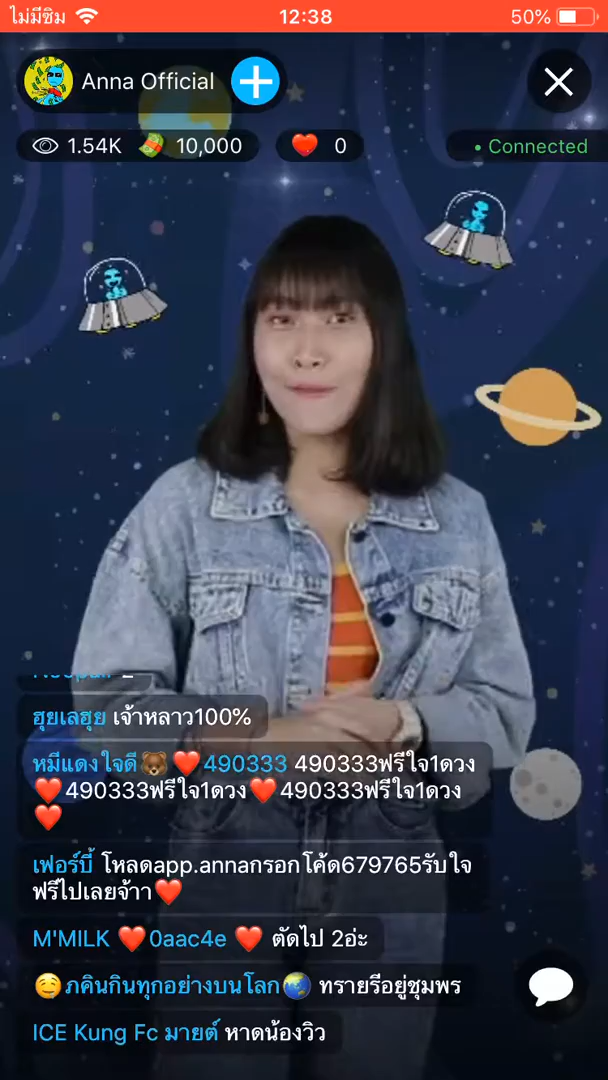 ไม่มีซิม 12:38 50%
Anna Official
1.54K 10,000 0 • Connected
ฮุยเลฮุย เจ้าหลาว100%
หมีแดงใจดี🐻❤️490333 490333ฟรีใจ1ดวง
❤️490333ฟรีใจ1ดวง❤️490333ฟรีใจ1ดวง
❤️
เฟอร์บี้ โหลดapp.annaกรอกโค้ด679765รับใจ
ฟรีไปเลยจ้าา❤️
M'MILK ❤️0aac4e ❤️ ตัดไป 2อ่ะ
🤤ภคินกินทุกอย่างบนโลก🌏 ทรายรีอยู่ชุมพร
ICE Kung Fc มายด์ หาดน้องวิว